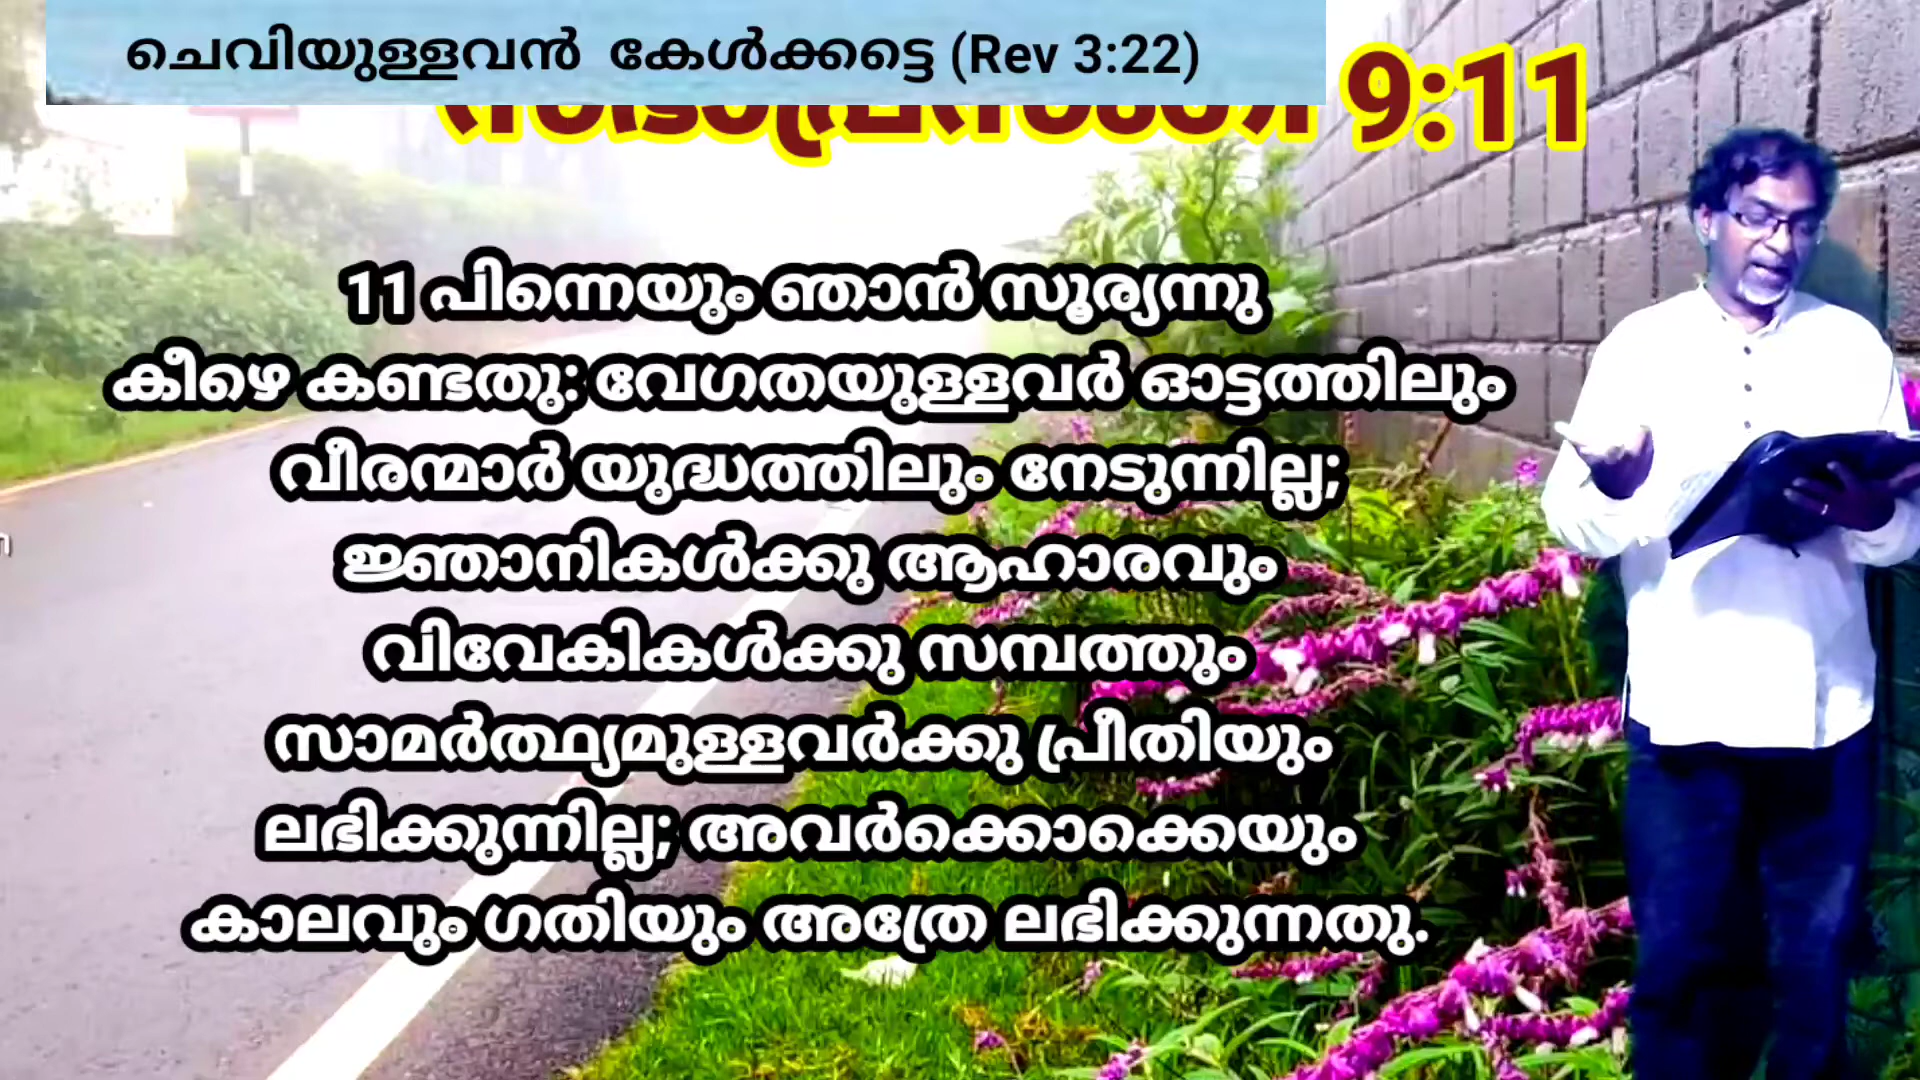 ചെവിയുള്ളവൻ കേൾക്കട്ടെ (Rev 3:22)
9:11
11 പിന്നെയും ഞാൻ സൂര്യന്നു
കീഴെ കണ്ടതു: വേഗതയുള്ളവർ ഓട്ടത്തിലും
വീരന്മാർ യുദ്ധത്തിലും നേടുന്നില്ല;
ജ്ഞാനികൾക്കു ആഹാരവും
വിവേകികൾക്കു സമ്പത്തും
സാമർത്ഥ്യമുള്ളവർക്കു പ്രീതിയും
ലഭിക്കുന്നില്ല; അവർക്കൊക്കെയും
കാലവും ഗതിയും അത്രേ ലഭിക്കുന്നതു.